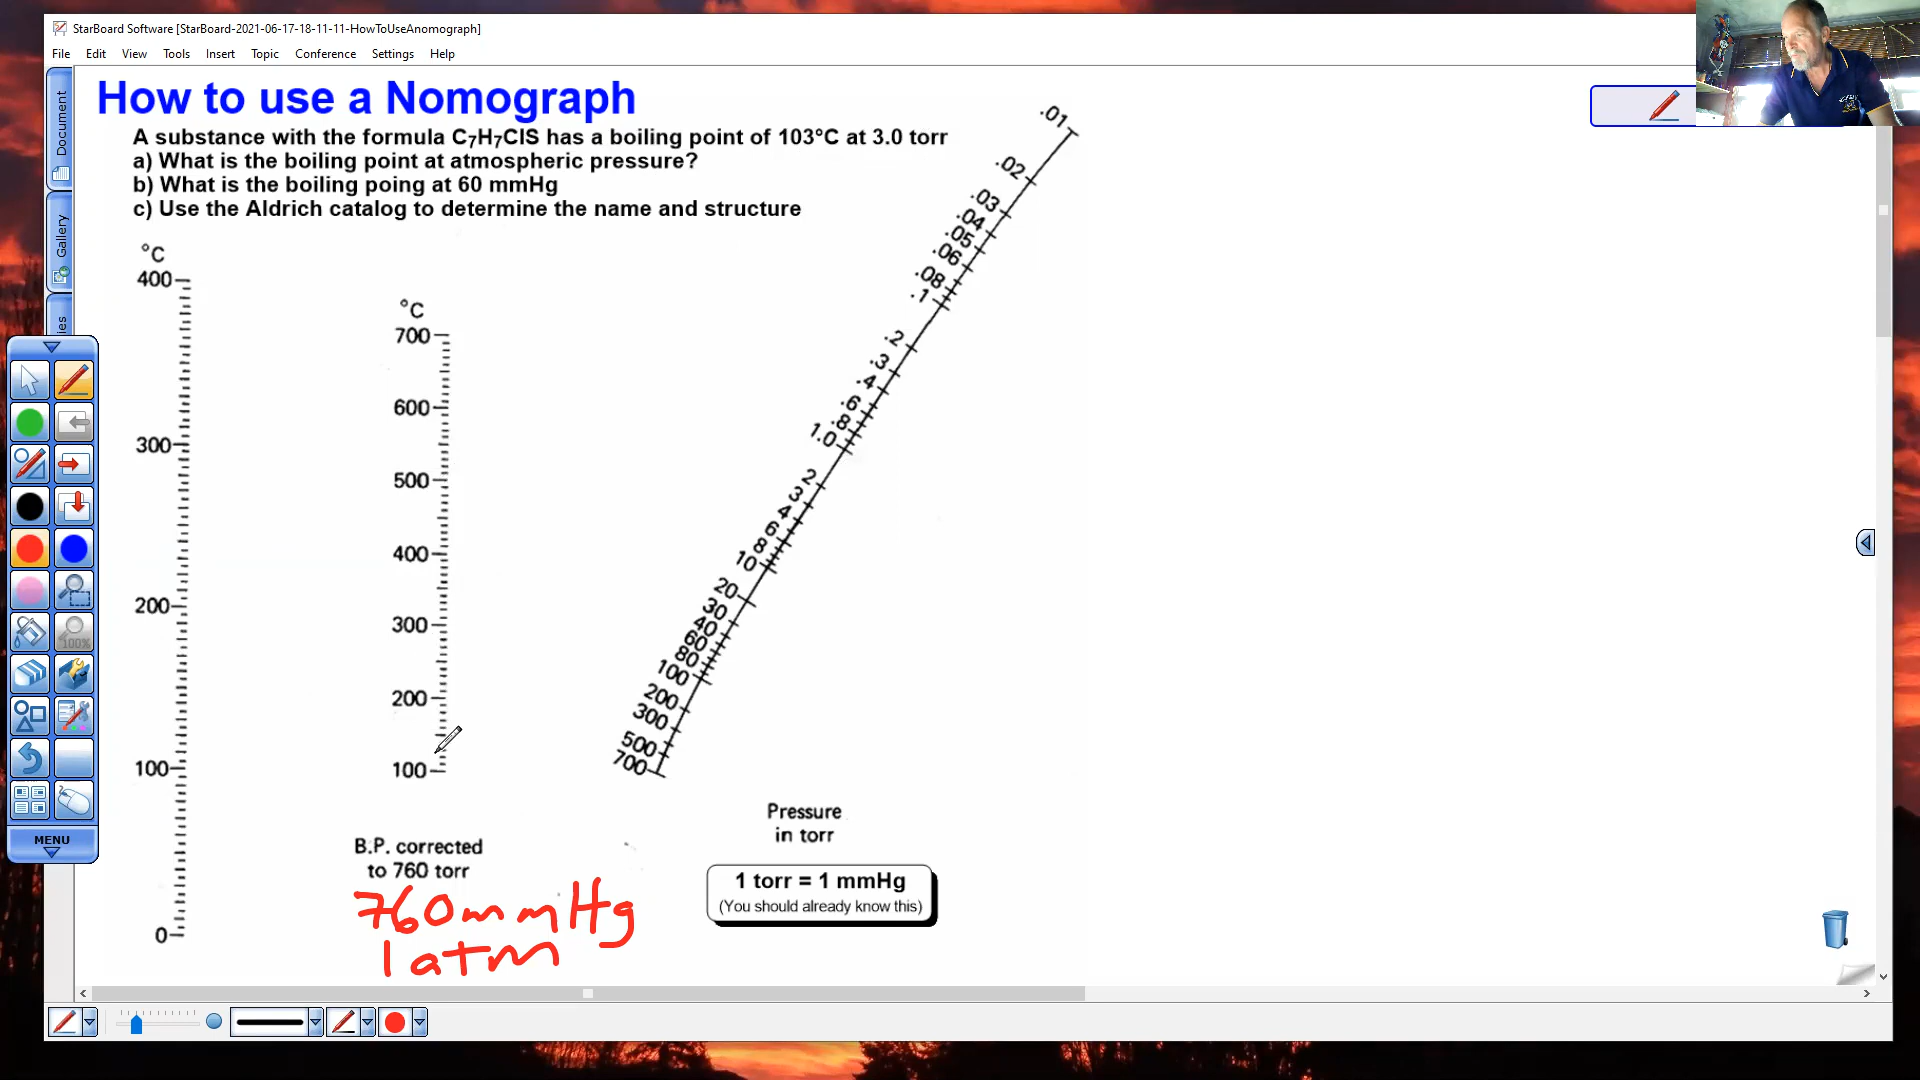 StarBoard Software [StarBoard-2021-06-17-18-11-11-HowToUseAnomograph]
File Edit View Tools Insert Topic Conference Settings Help
Document
Gallery
ies
How to use a Nomograph
A substance with the formula C7H7ClS has a boiling point of 103°C at 3.0 torr
a) What is the boiling point at atmospheric pressure?
b) What is the boiling poing at 60 mmHg
c) Use the Aldrich catalog to determine the name and structure
°C
400
300
200
100
0
°C
700
600
500
400
300
200
100
B.P. corrected
to 760 torr
760mmHg
1atm
.01
.02
.03
.04
.05
.06
.08
.1
.2
.3
.4
.6
.8
1.0
2
3
4
6
8
10
20
30
40
60
80
100
200
300
500
700
Pressure
in torr
1 torr = 1 mmHg
(You should already know this)
100%
MENU